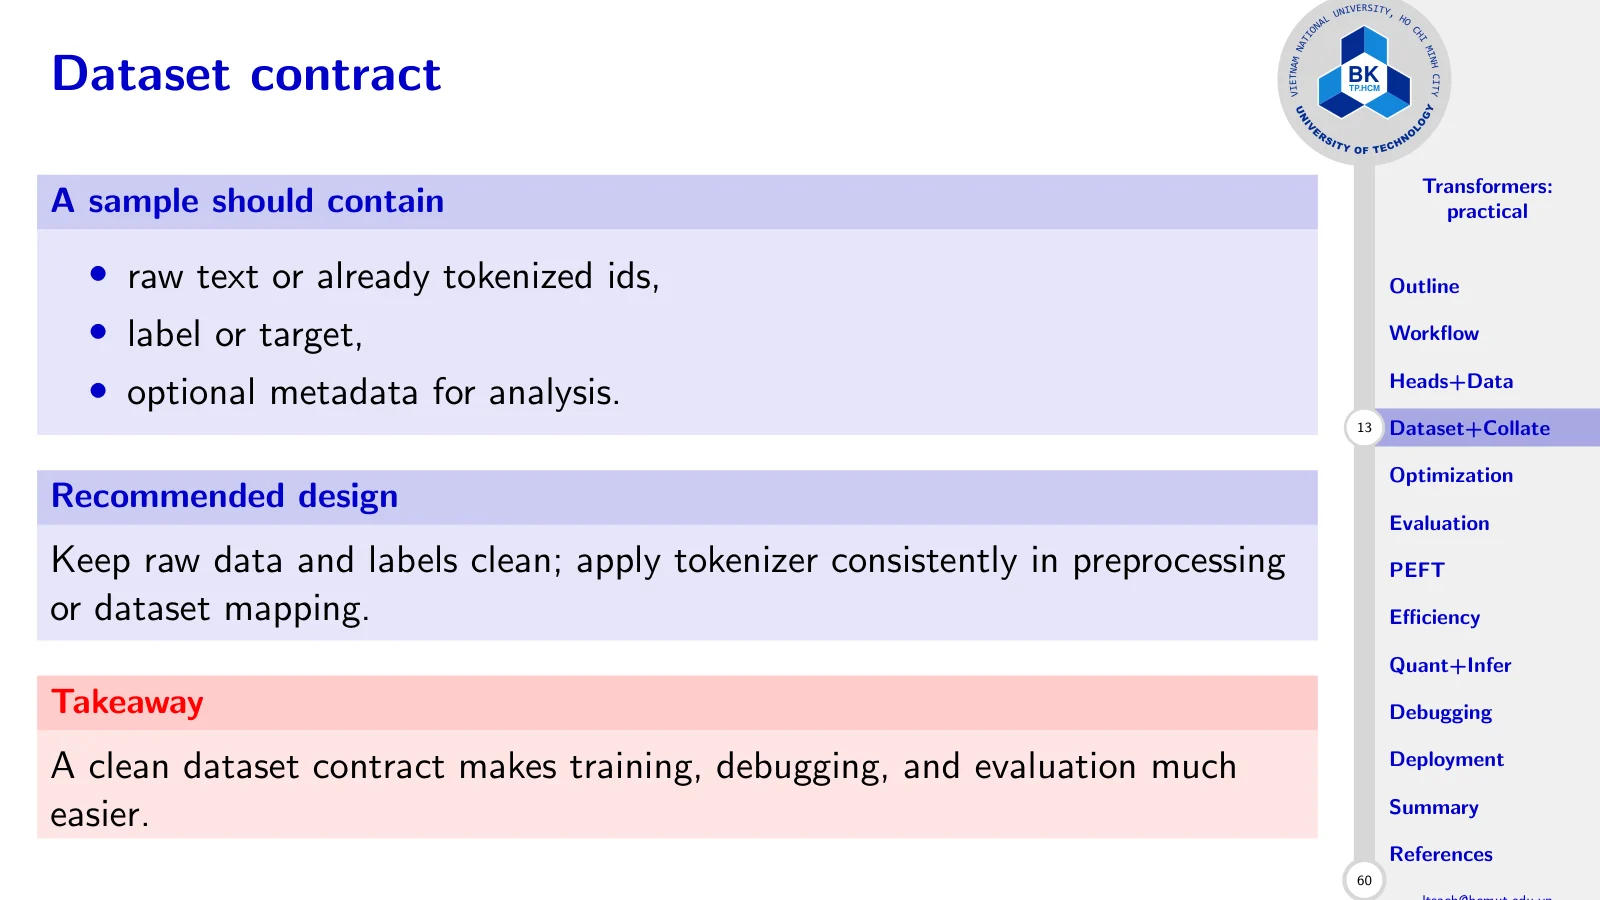 Dataset contract
A sample should contain
• raw text or already tokenized ids,
• label or target,
• optional metadata for analysis.
Recommended design
Keep raw data and labels clean; apply tokenizer consistently in preprocessing
or dataset mapping.
Takeaway
A clean dataset contract makes training, debugging, and evaluation much
easier.
VIETNAM NATIONAL UNIVERSITY, HO CHI MINH CITY
BK
TP.HCM
UNIVERSITY OF TECHNOLOGY
Transformers:
practical
Outline
Workflow
Heads+Data
13 Dataset+Collate
Optimization
Evaluation
PEFT
Efficiency
Quant+Infer
Debugging
Deployment
Summary
References
60